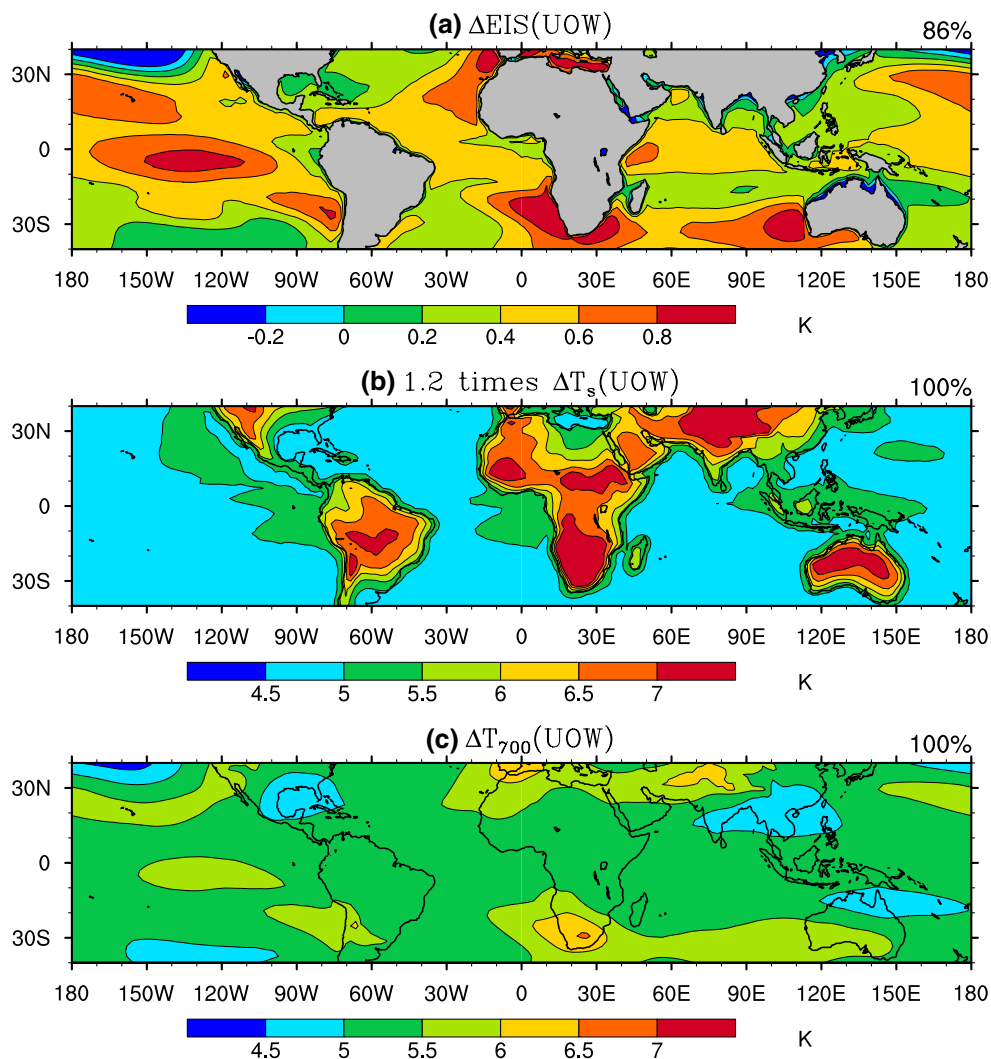 (a) ΔEIS(UOW)
86%
30N
0
30S
180 150W 120W 90W 60W 30W 0 30E 60E 90E 120E 150E 180
-0.2 0 0.2 0.4 0.6 0.8 K
(b) 1.2 times ΔTs(UOW)
100%
30N
0
30S
180 150W 120W 90W 60W 30W 0 30E 60E 90E 120E 150E 180
4.5 5 5.5 6 6.5 7 K
(c) ΔT700(UOW)
100%
30N
0
30S
180 150W 120W 90W 60W 30W 0 30E 60E 90E 120E 150E 180
4.5 5 5.5 6 6.5 7 K